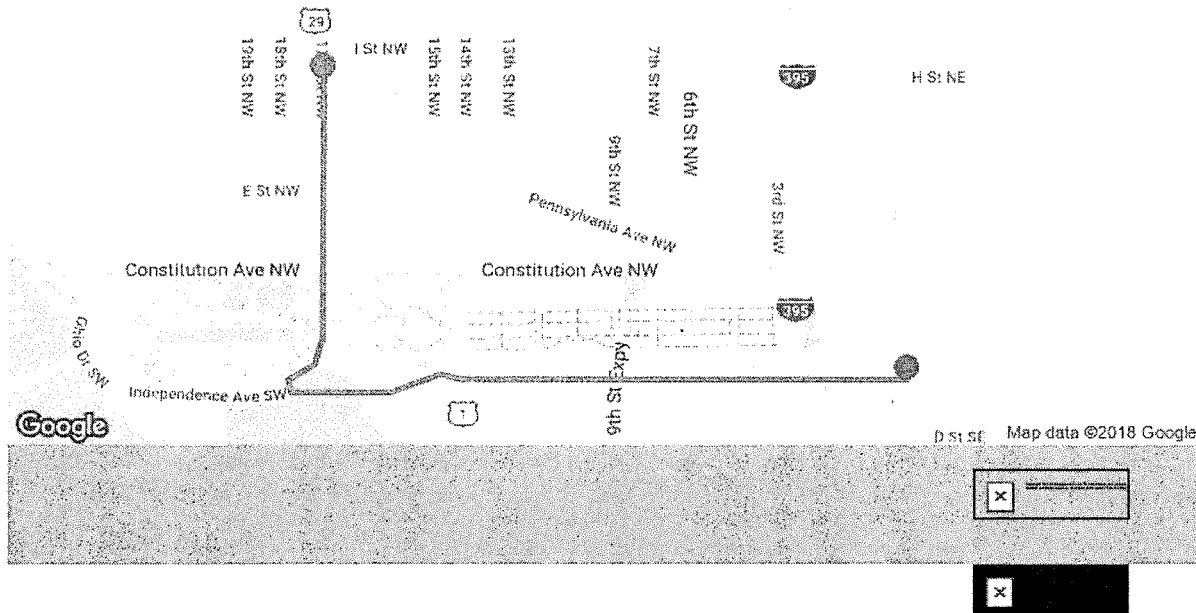 29
19th St NW
18th St NW
I St NW
15th St NW
14th St NW
13th St NW
7th St NW
6th St NW
395
H St NE
9th St NW
E St NW
Pennsylvania Ave NW
3rd St NW
Constitution Ave NW
Constitution Ave NW
395
Ohio Dr SW
Independence Ave SW
9th St Expy
1
Google
D St SE
Map data ©2018 Google